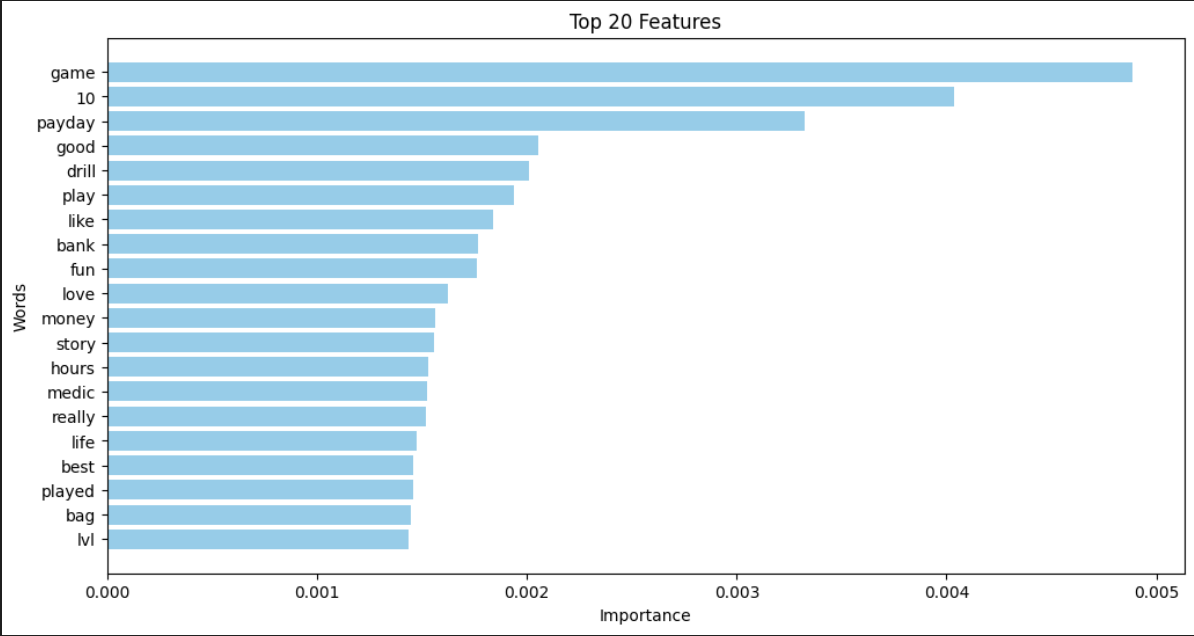 Top 20 Features
game
10
payday
good
drill
play
like
bank
fun
love
money
story
hours
medic
really
life
best
played
bag
lvl
Words
0.000 0.001 0.002 0.003 0.004 0.005
Importance